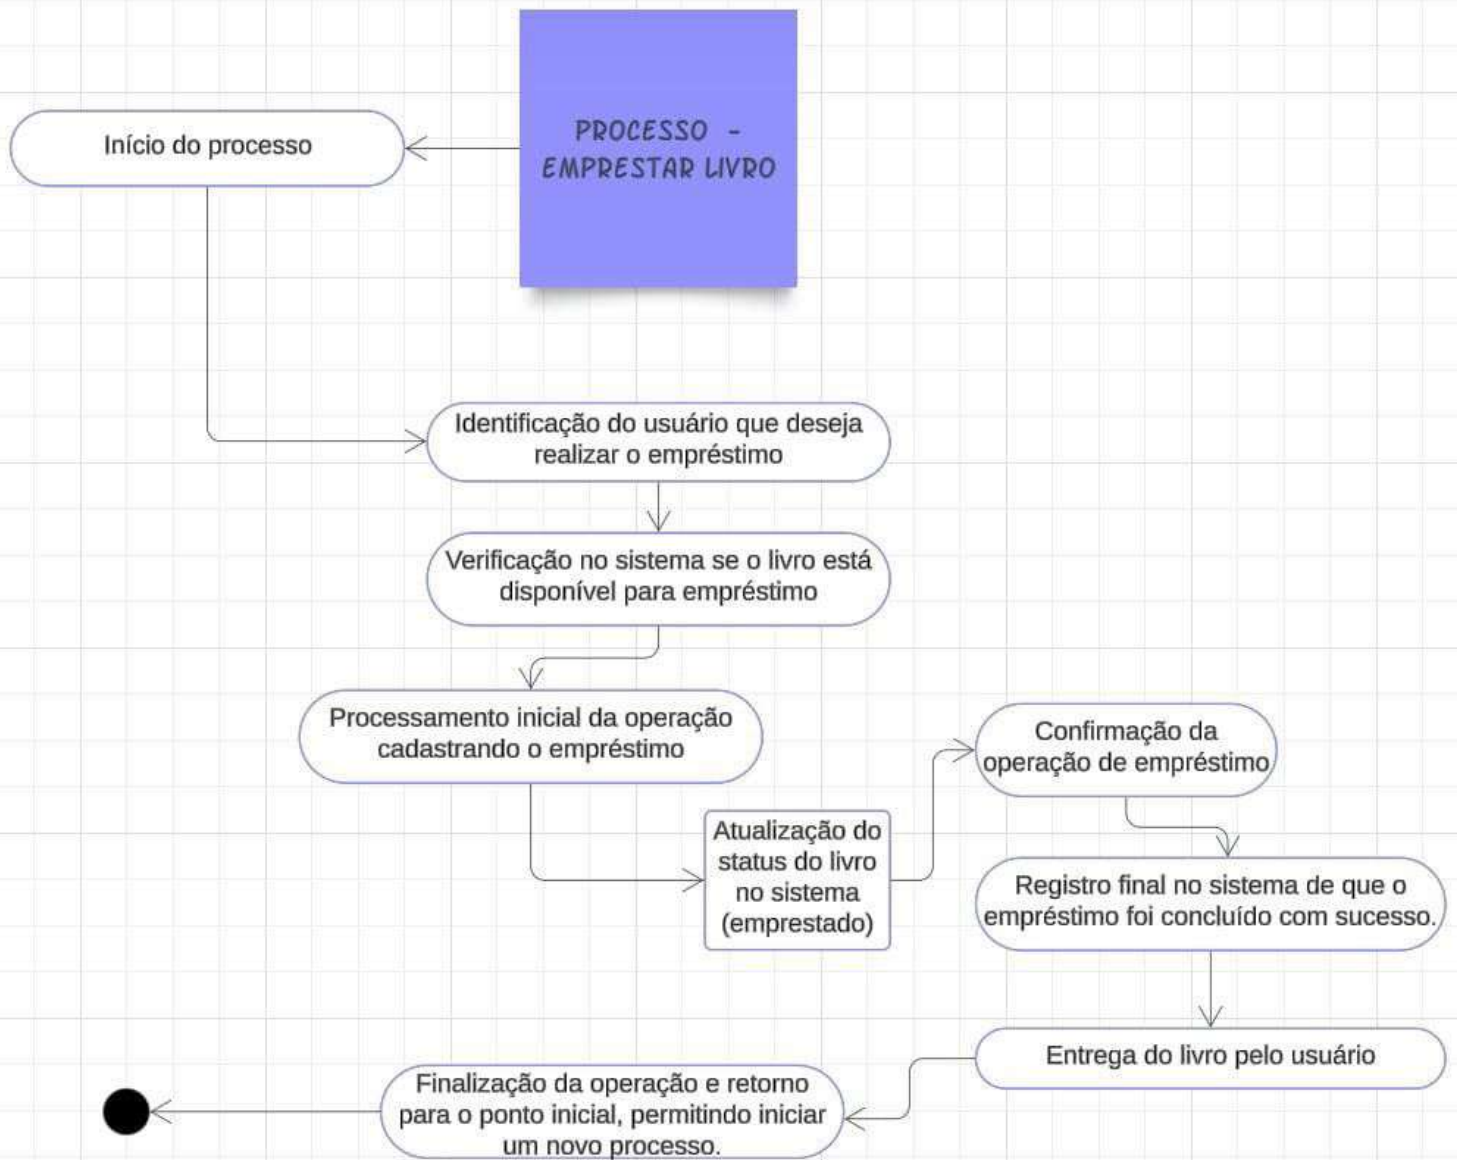 PROCESSO -
EMPRESTAR LIVRO
Início do processo
Identificação do usuário que deseja
realizar o empréstimo
Verificação no sistema se o livro está
disponível para empréstimo
Processamento inicial da operação
cadastrando o empréstimo
Atualização do
status do livro
no sistema
(emprestado)
Confirmação da
operação de empréstimo
Registro final no sistema de que o
empréstimo foi concluído com sucesso.
Entrega do livro pelo usuário
Finalização da operação e retorno
para o ponto inicial, permitindo iniciar
um novo processo.